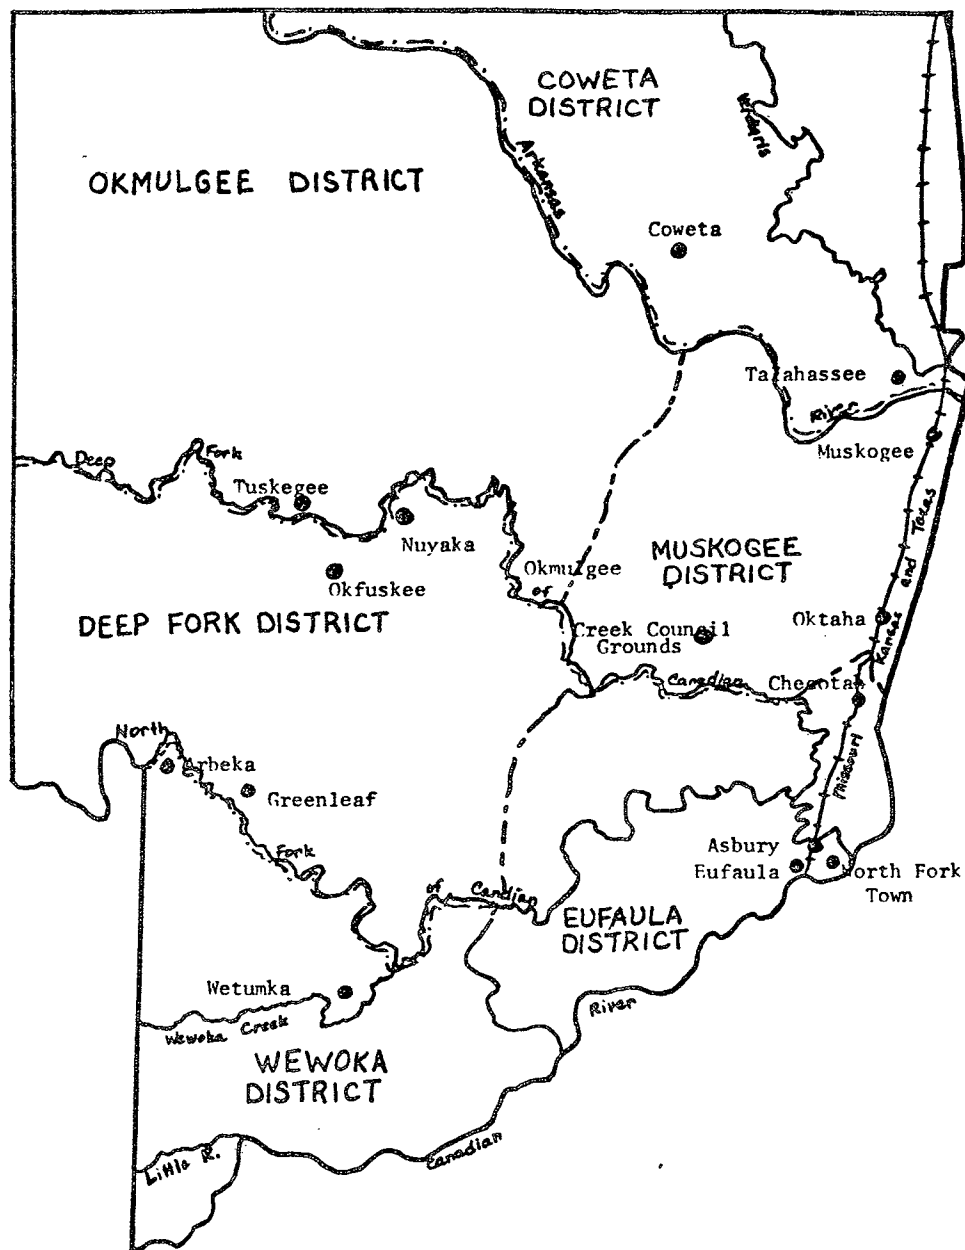 COWETA
DISTRICT
OKMULGEE DISTRICT
Arkansas
Coweta
Tallahassee
River
Muskogee
Deep
Fork
Tuskegee
Nuyaka
Okmulgee
of
MUSKOGEE
DISTRICT
Okfuskee
DEEP FORK DISTRICT
Creek Council
Grounds
Oktaha
Canadian
Checotah
Missouri
Kansas
and
Texas
North
Arbeka
Greenleaf
Fork
of
Candian
Asbury
Eufaula
North Fork
Town
EUFAULA
DISTRICT
Wetumka
Wewoka Creek
River
WEWOKA
DISTRICT
Little R.
Canadian